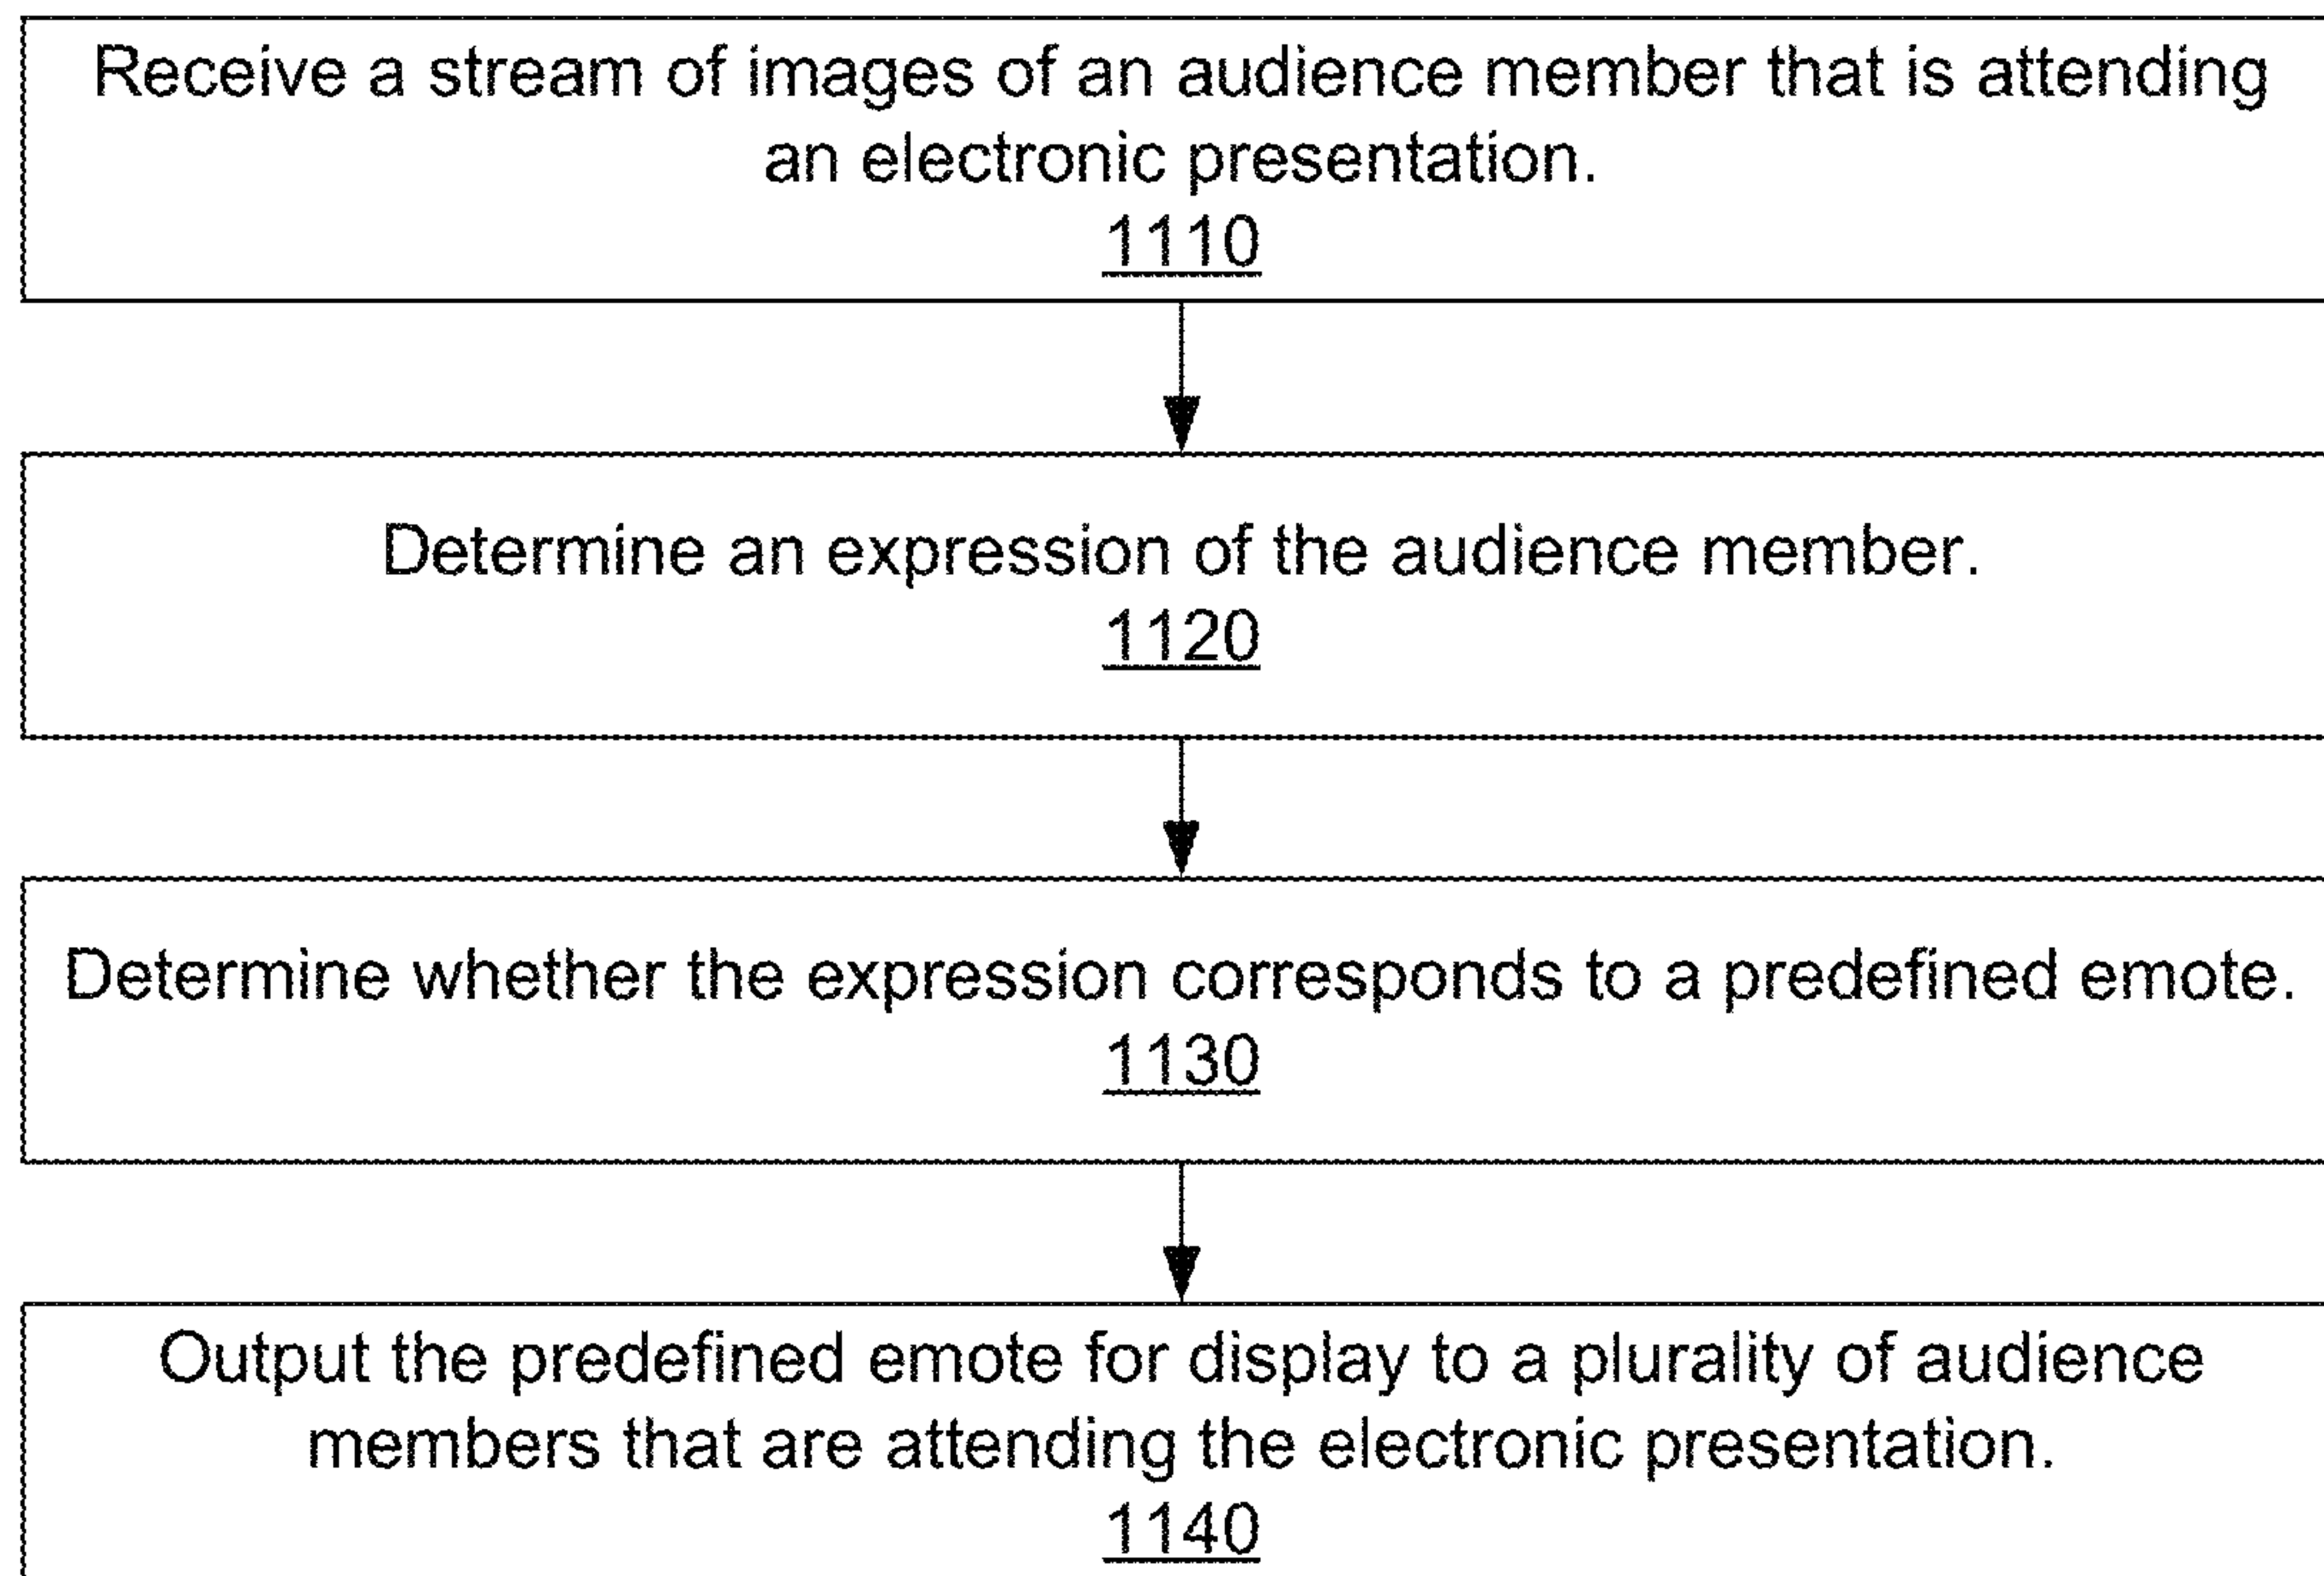 Receive a stream of images of an audience member that is attending
an electronic presentation.
1110
Determine an expression of the audience member.
1120
Determine whether the expression corresponds to a predefined emote.
1130
Output the predefined emote for display to a plurality of audience
members that are attending the electronic presentation.
1140